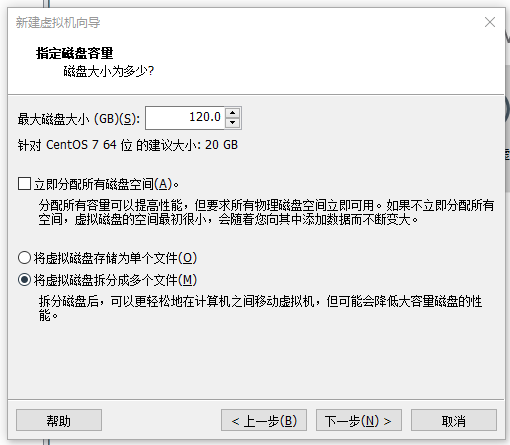 新建虚拟机向导
指定磁盘容量
磁盘大小为多少?
最大磁盘大小 (GB)(S): 120.0
针对 CentOS 7 64 位 的建议大小: 20 GB
立即分配所有磁盘空间(A)。
分配所有容量可以提高性能，但要求所有物理磁盘空间立即可用。如果不立即分配所有
空间，虚拟磁盘的空间最初很小，会随着您向其中添加数据而不断变大。
将虚拟磁盘存储为单个文件(O)
将虚拟磁盘拆分成多个文件(M)
拆分磁盘后，可以更轻松地在计算机之间移动虚拟机，但可能会降低大容量磁盘的性
能。
帮助 < 上一步(B) 下一步(N) > 取消